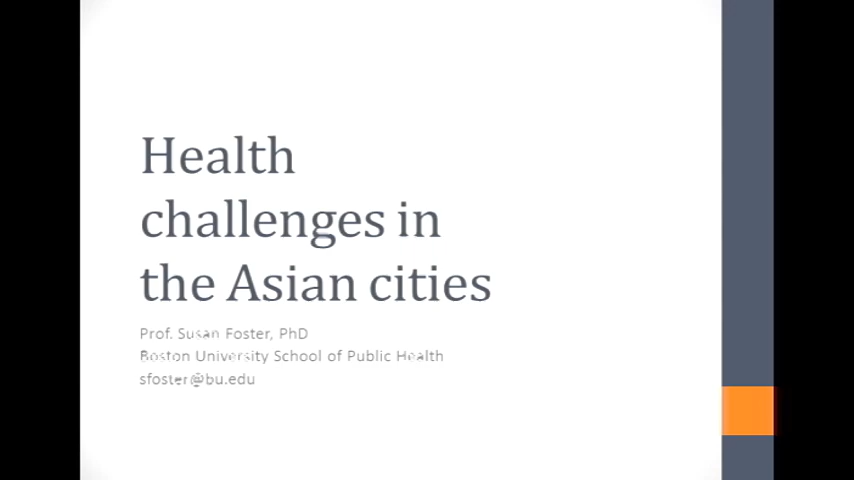 Health
challenges in
the Asian cities
Prof. Susan Foster, PhD
Boston University School of Public Health
sfoster@bu.edu